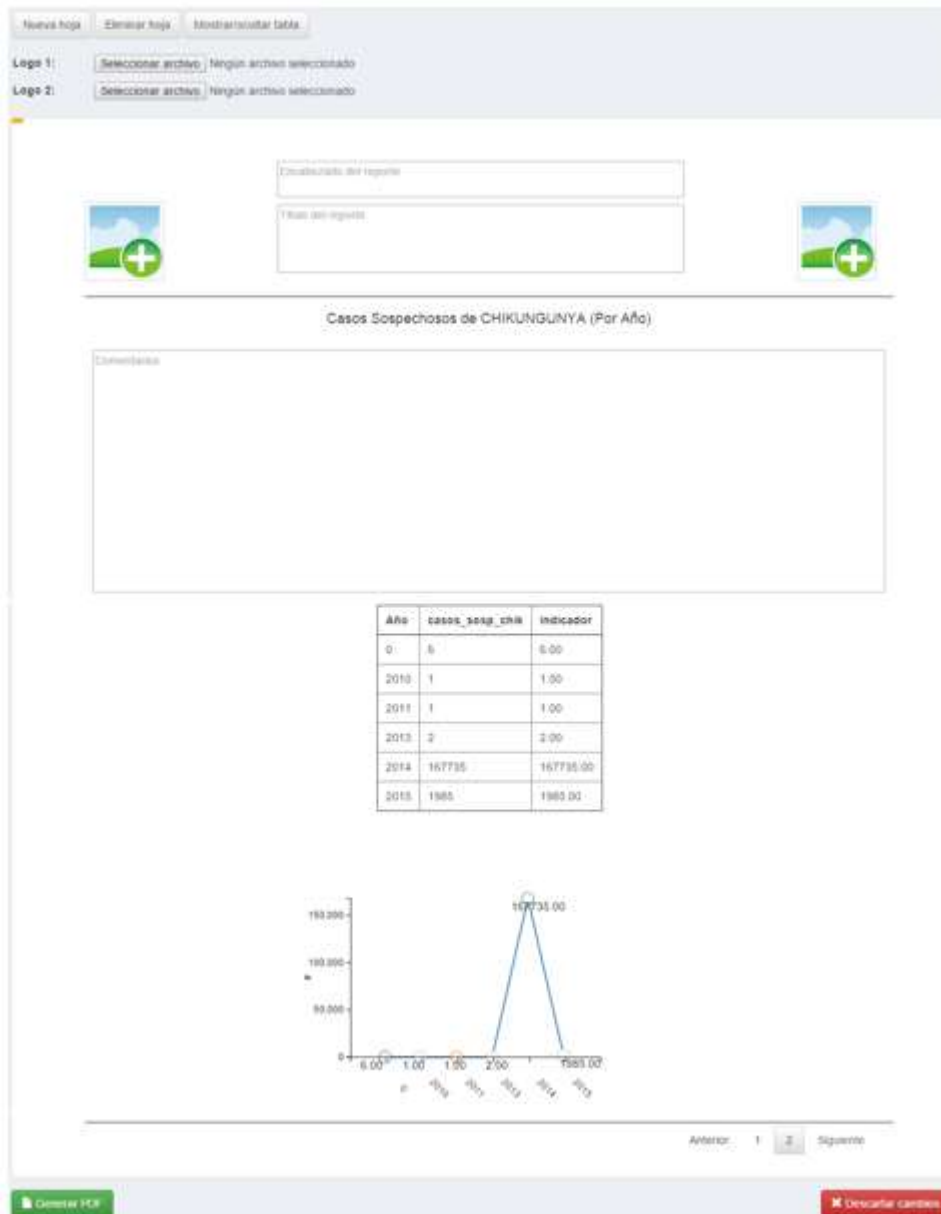 Nueva hoja Eliminar hoja Mostrar/ocultar tabla
Logo 1: Seleccionar archivo Ningún archivo seleccionado
Logo 2: Seleccionar archivo Ningún archivo seleccionado
Encabezado del reporte
Título del reporte
Casos Sospechosos de CHIKUNGUNYA (Por Año)
Comentarios
Año casos_sosp_chik indicador
0 6 6.00
2010 1 1.00
2011 1 1.00
2013 2 2.00
2014 167735 167735.00
2015 1985 1985.00
167735.00
150.000
100.000
50.000
0
6.00 1.00 1.00 2.00 1985.00
0 2010 2011 2013 2014 2015
Anterior 1 2 Siguiente
Generar PDF Descartar cambios